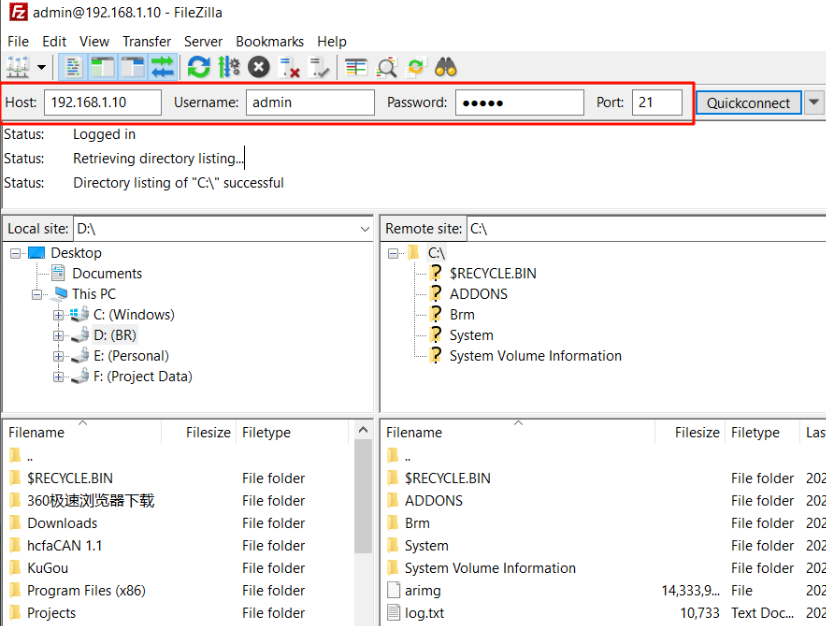 admin@192.168.1.10 - FileZilla
File Edit View Transfer Server Bookmarks Help
Host: 192.168.1.10 Username: admin Password: ●●●●● Port: 21 Quickconnect
Status: Logged in
Status: Retrieving directory listing...
Status: Directory listing of "C:\" successful
Local site: D:\
Desktop
Documents
This PC
C: (Windows)
D: (BR)
E: (Personal)
F: (Project Data)
Remote site: C:\
C:\
$RECYCLE.BIN
ADDONS
Brm
System
System Volume Information
Filename Filesize Filetype
..
$RECYCLE.BIN File folder
360极速浏览器下载 File folder
Downloads File folder
hcfaCAN 1.1 File folder
KuGou File folder
Program Files (x86) File folder
Projects File folder
Filename Filesize Filetype Las
..
$RECYCLE.BIN File folder 202
ADDONS File folder 202
Brm File folder 202
System File folder 202
System Volume Information File folder 202
arimg 14,333,9... File 202
log.txt 10,733 Text Doc... 202